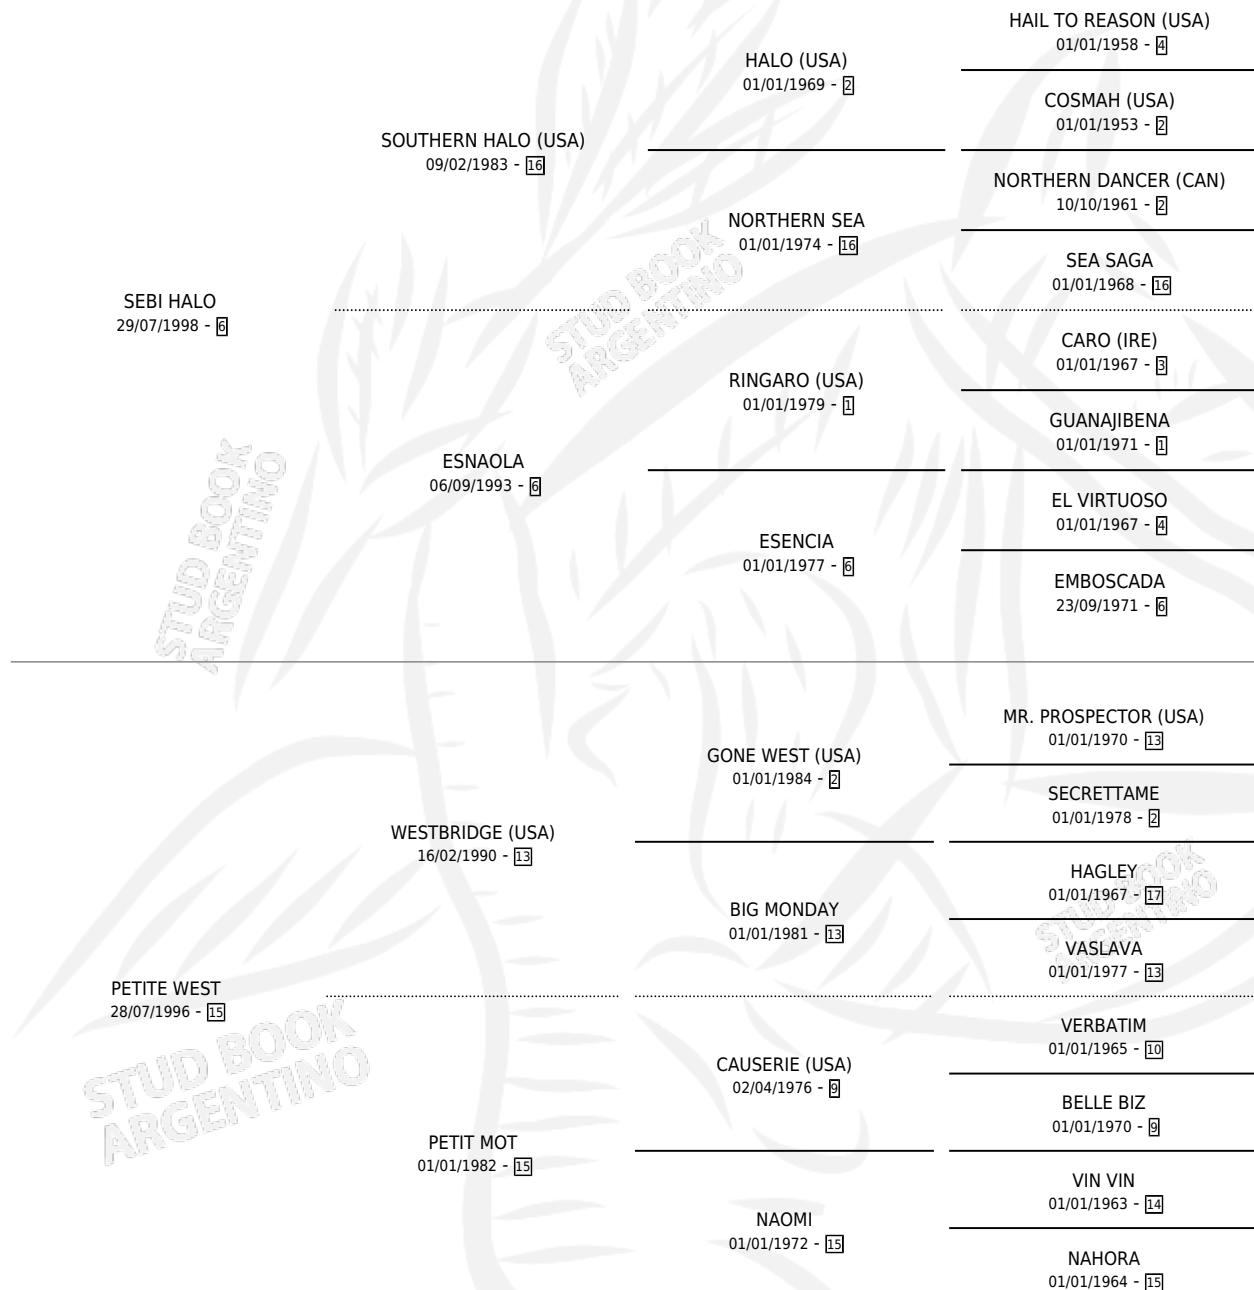 HAIL TO REASON (USA)
01/01/1958 - 4
HALO (USA)
01/01/1969 - 2
COSMAH (USA)
01/01/1953 - 2
SOUTHERN HALO (USA)
09/02/1983 - 16
NORTHERN DANCER (CAN)
10/10/1961 - 2
NORTHERN SEA
01/01/1974 - 16
SEA SAGA
01/01/1968 - 16
SEBI HALO
29/07/1998 - 6
CARO (IRE)
01/01/1967 - 3
RINGARO (USA)
01/01/1979 - 1
GUANAJIBENA
01/01/1971 - 1
ESNAOLA
06/09/1993 - 6
EL VIRTUOSO
01/01/1967 - 4
ESENCIA
01/01/1977 - 6
EMBOSCADA
23/09/1971 - 6
STUD BOOK
ARGENTINO
STUD BOOK
ARGENTINO
MR. PROSPECTOR (USA)
01/01/1970 - 13
GONE WEST (USA)
01/01/1984 - 2
SECRETTAME
01/01/1978 - 2
WESTBRIDGE (USA)
16/02/1990 - 13
HAGLEY
01/01/1967 - 17
BIG MONDAY
01/01/1981 - 13
VASLAVA
01/01/1977 - 13
STUD BOOK
ARGENTINO
PETITE WEST
28/07/1996 - 15
VERBATIM
01/01/1965 - 10
CAUSERIE (USA)
02/04/1976 - 9
BELLE BIZ
01/01/1970 - 9
STUD BOOK
ARGENTINO
PETIT MOT
01/01/1982 - 15
VIN VIN
01/01/1963 - 14
NAOMI
01/01/1972 - 15
NAHORA
01/01/1964 - 15